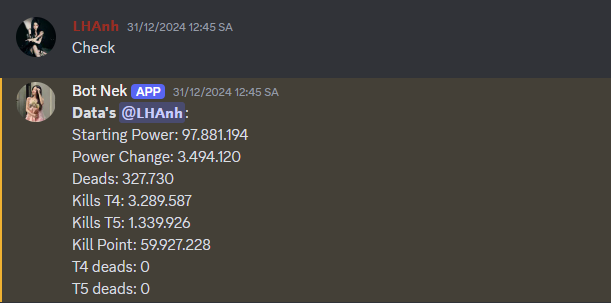 LHAnh 31/12/2024 12:45 SA
Check
Bot Nek APP 31/12/2024 12:45 SA
Data's @LHAnh:
Starting Power: 97.881.194
Power Change: 3.494.120
Deads: 327.730
Kills T4: 3.289.587
Kills T5: 1.339.926
Kill Point: 59.927.228
T4 deads: 0
T5 deads: 0